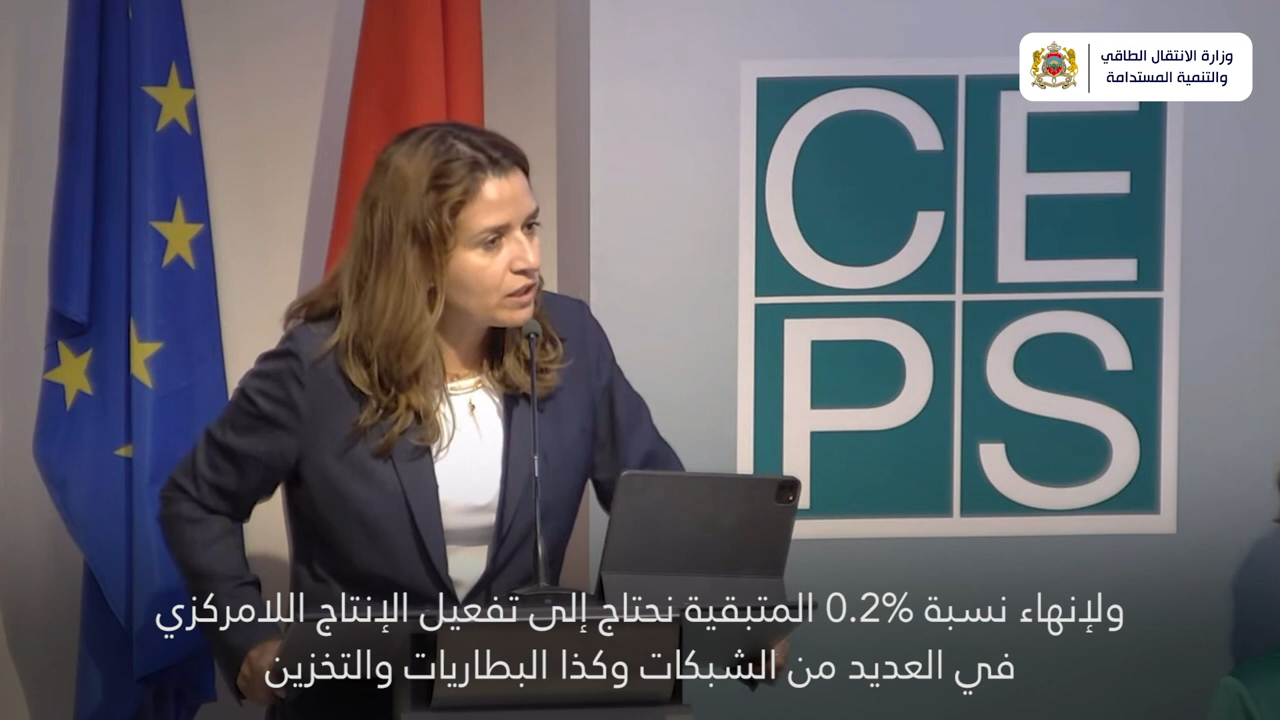 وزارة الانتقال الطاقي
والتنمية المستدامة
CE
PS
ولإنهاء نسبة 0.2% المتبقية نحتاج إلى تفعيل الإنتاج اللامركزي
في العديد من الشبكات وكذا البطاريات والتخزين